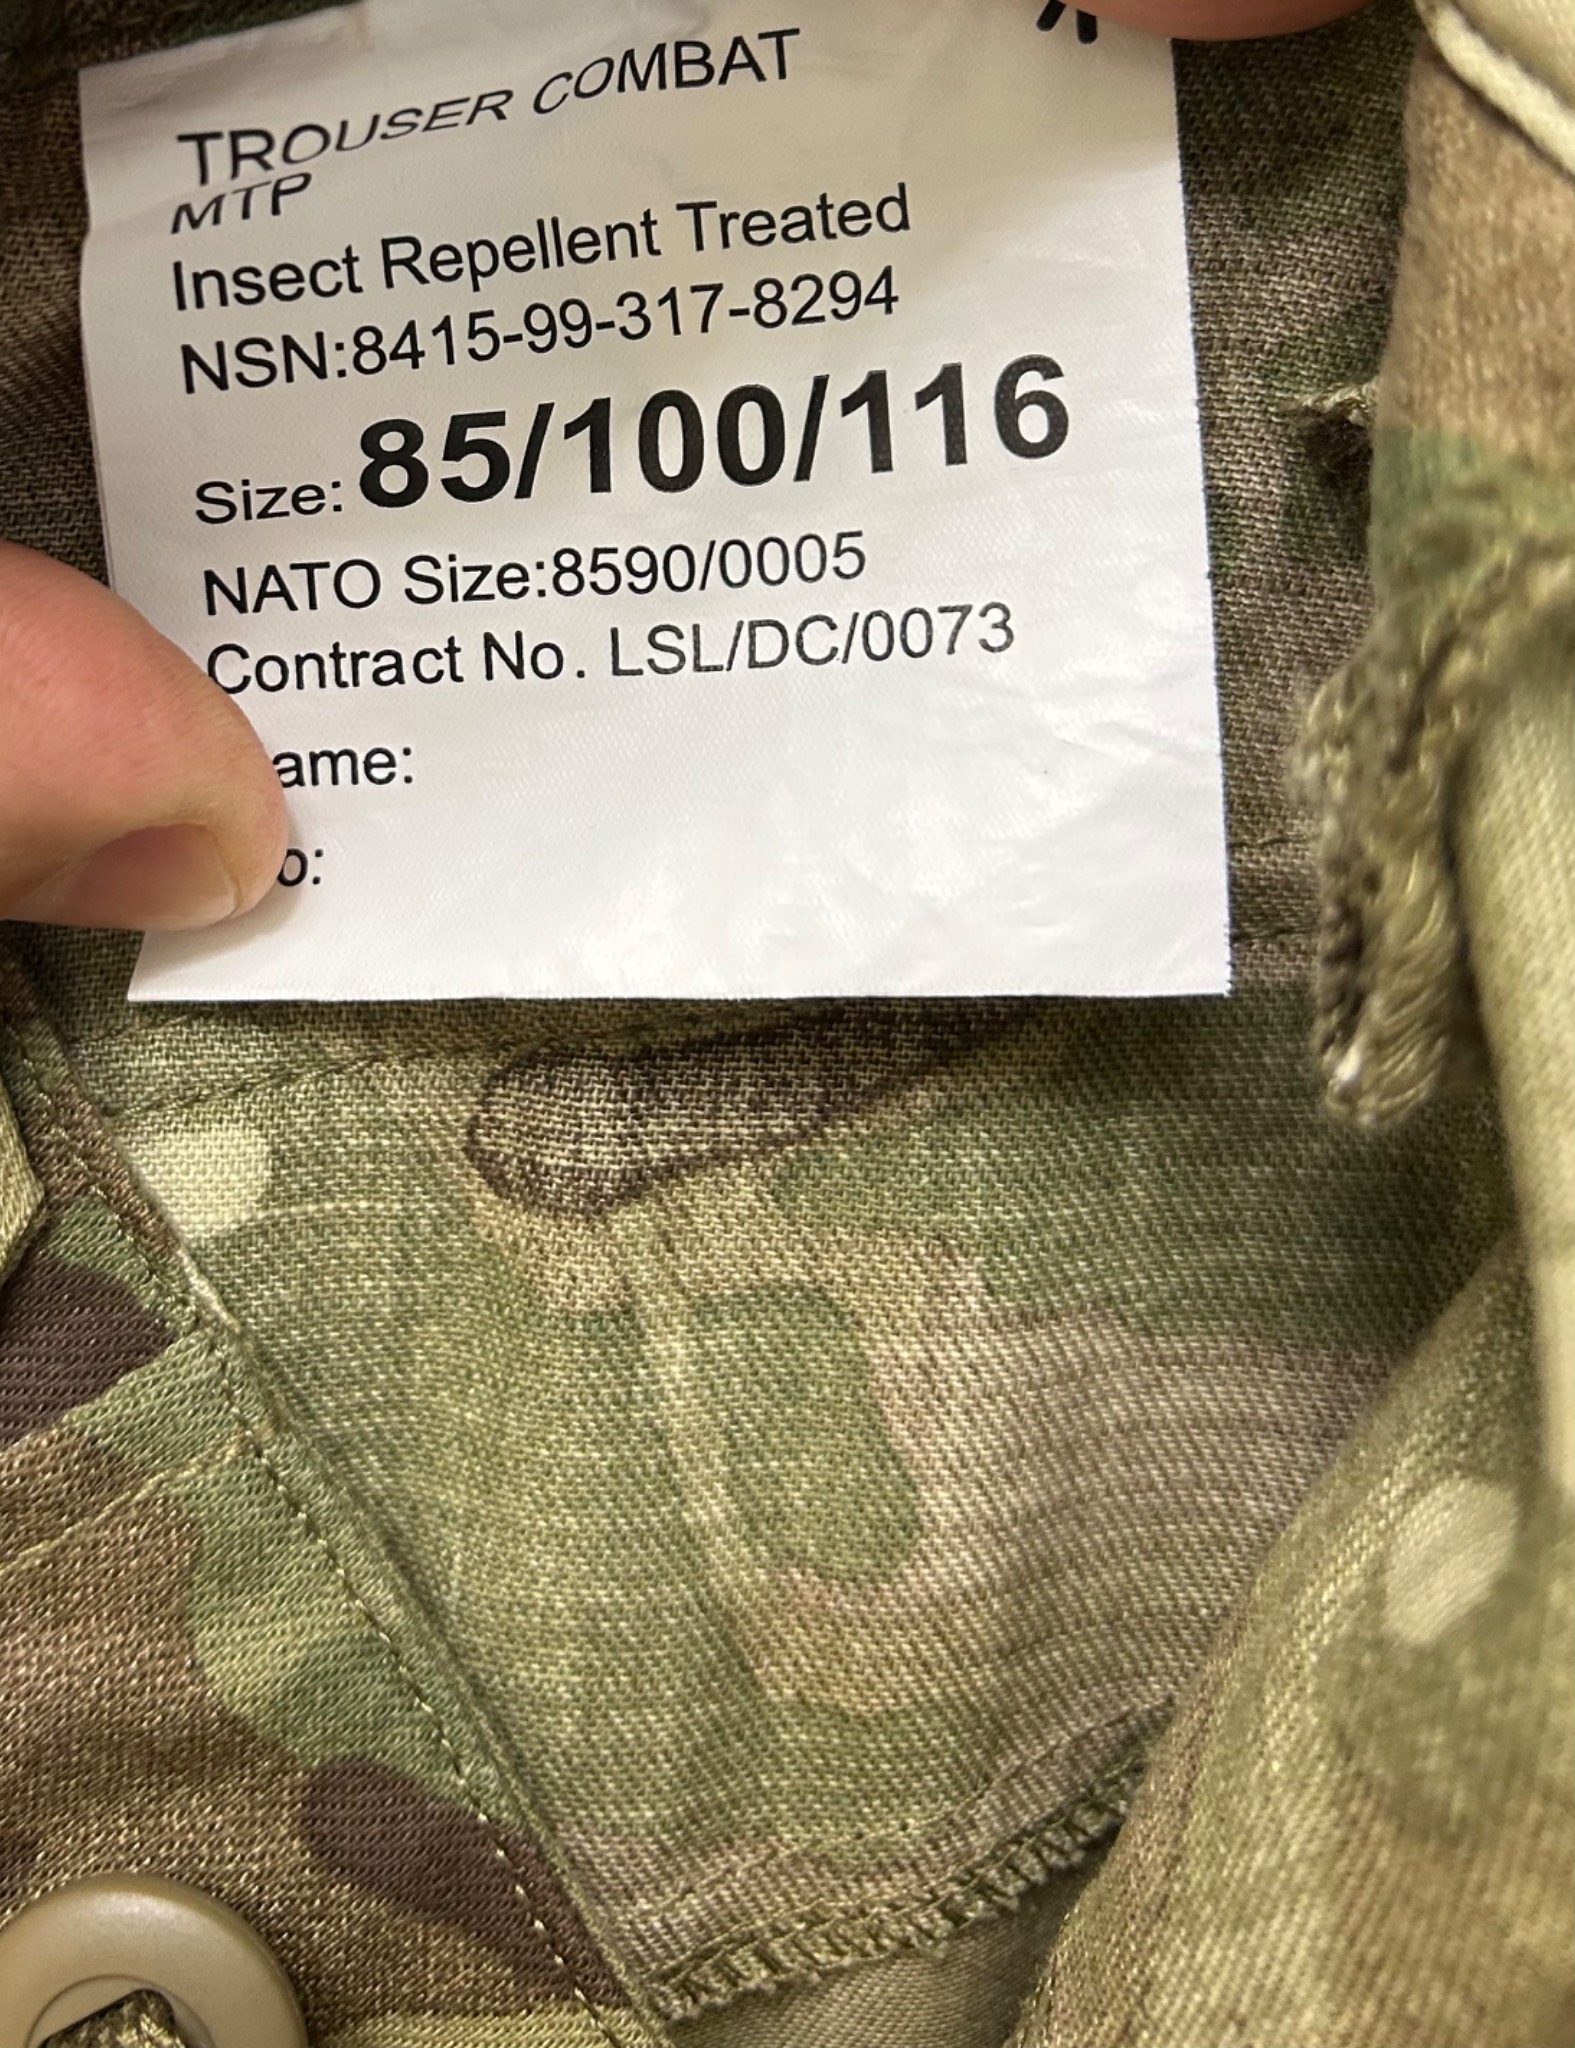 TROUSER COMBAT
MTP
Insect Repellent Treated
NSN:8415-99-317-8294
Size: 85/100/116
NATO Size:8590/0005
Contract No. LSL/DC/0073
ame:
o: